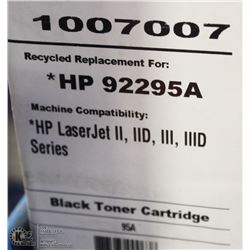 1007007
Recycled Replacement For:
*HP 92295A
Machine Compatibility:
*HP LaserJet II, IID, III, IIID
Series
Black Toner Cartridge
95A